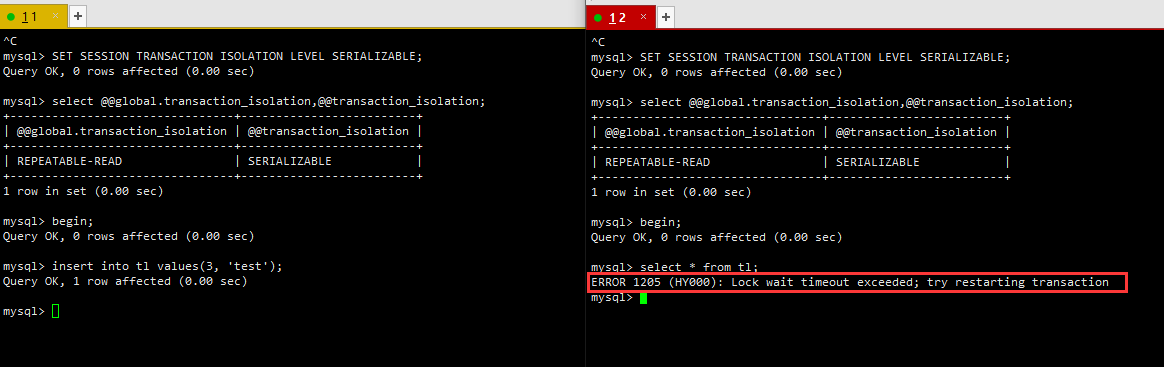 11 × +
^C
mysql> SET SESSION TRANSACTION ISOLATION LEVEL SERIALIZABLE;
Query OK, 0 rows affected (0.00 sec)
mysql> select @@global.transaction_isolation,@@transaction_isolation;
+--------------------------------+-------------------------+
| @@global.transaction_isolation | @@transaction_isolation |
+--------------------------------+-------------------------+
| REPEATABLE-READ                | SERIALIZABLE            |
+--------------------------------+-------------------------+
1 row in set (0.00 sec)
mysql> begin;
Query OK, 0 rows affected (0.00 sec)
mysql> insert into tl values(3, 'test');
Query OK, 1 row affected (0.00 sec)
mysql>
1 2 × +
^C
mysql> SET SESSION TRANSACTION ISOLATION LEVEL SERIALIZABLE;
Query OK, 0 rows affected (0.00 sec)
mysql> select @@global.transaction_isolation,@@transaction_isolation;
+--------------------------------+-------------------------+
| @@global.transaction_isolation | @@transaction_isolation |
+--------------------------------+-------------------------+
| REPEATABLE-READ                | SERIALIZABLE            |
+--------------------------------+-------------------------+
1 row in set (0.00 sec)
mysql> begin;
Query OK, 0 rows affected (0.00 sec)
mysql> select * from tl;
ERROR 1205 (HY000): Lock wait timeout exceeded; try restarting transaction
mysql>